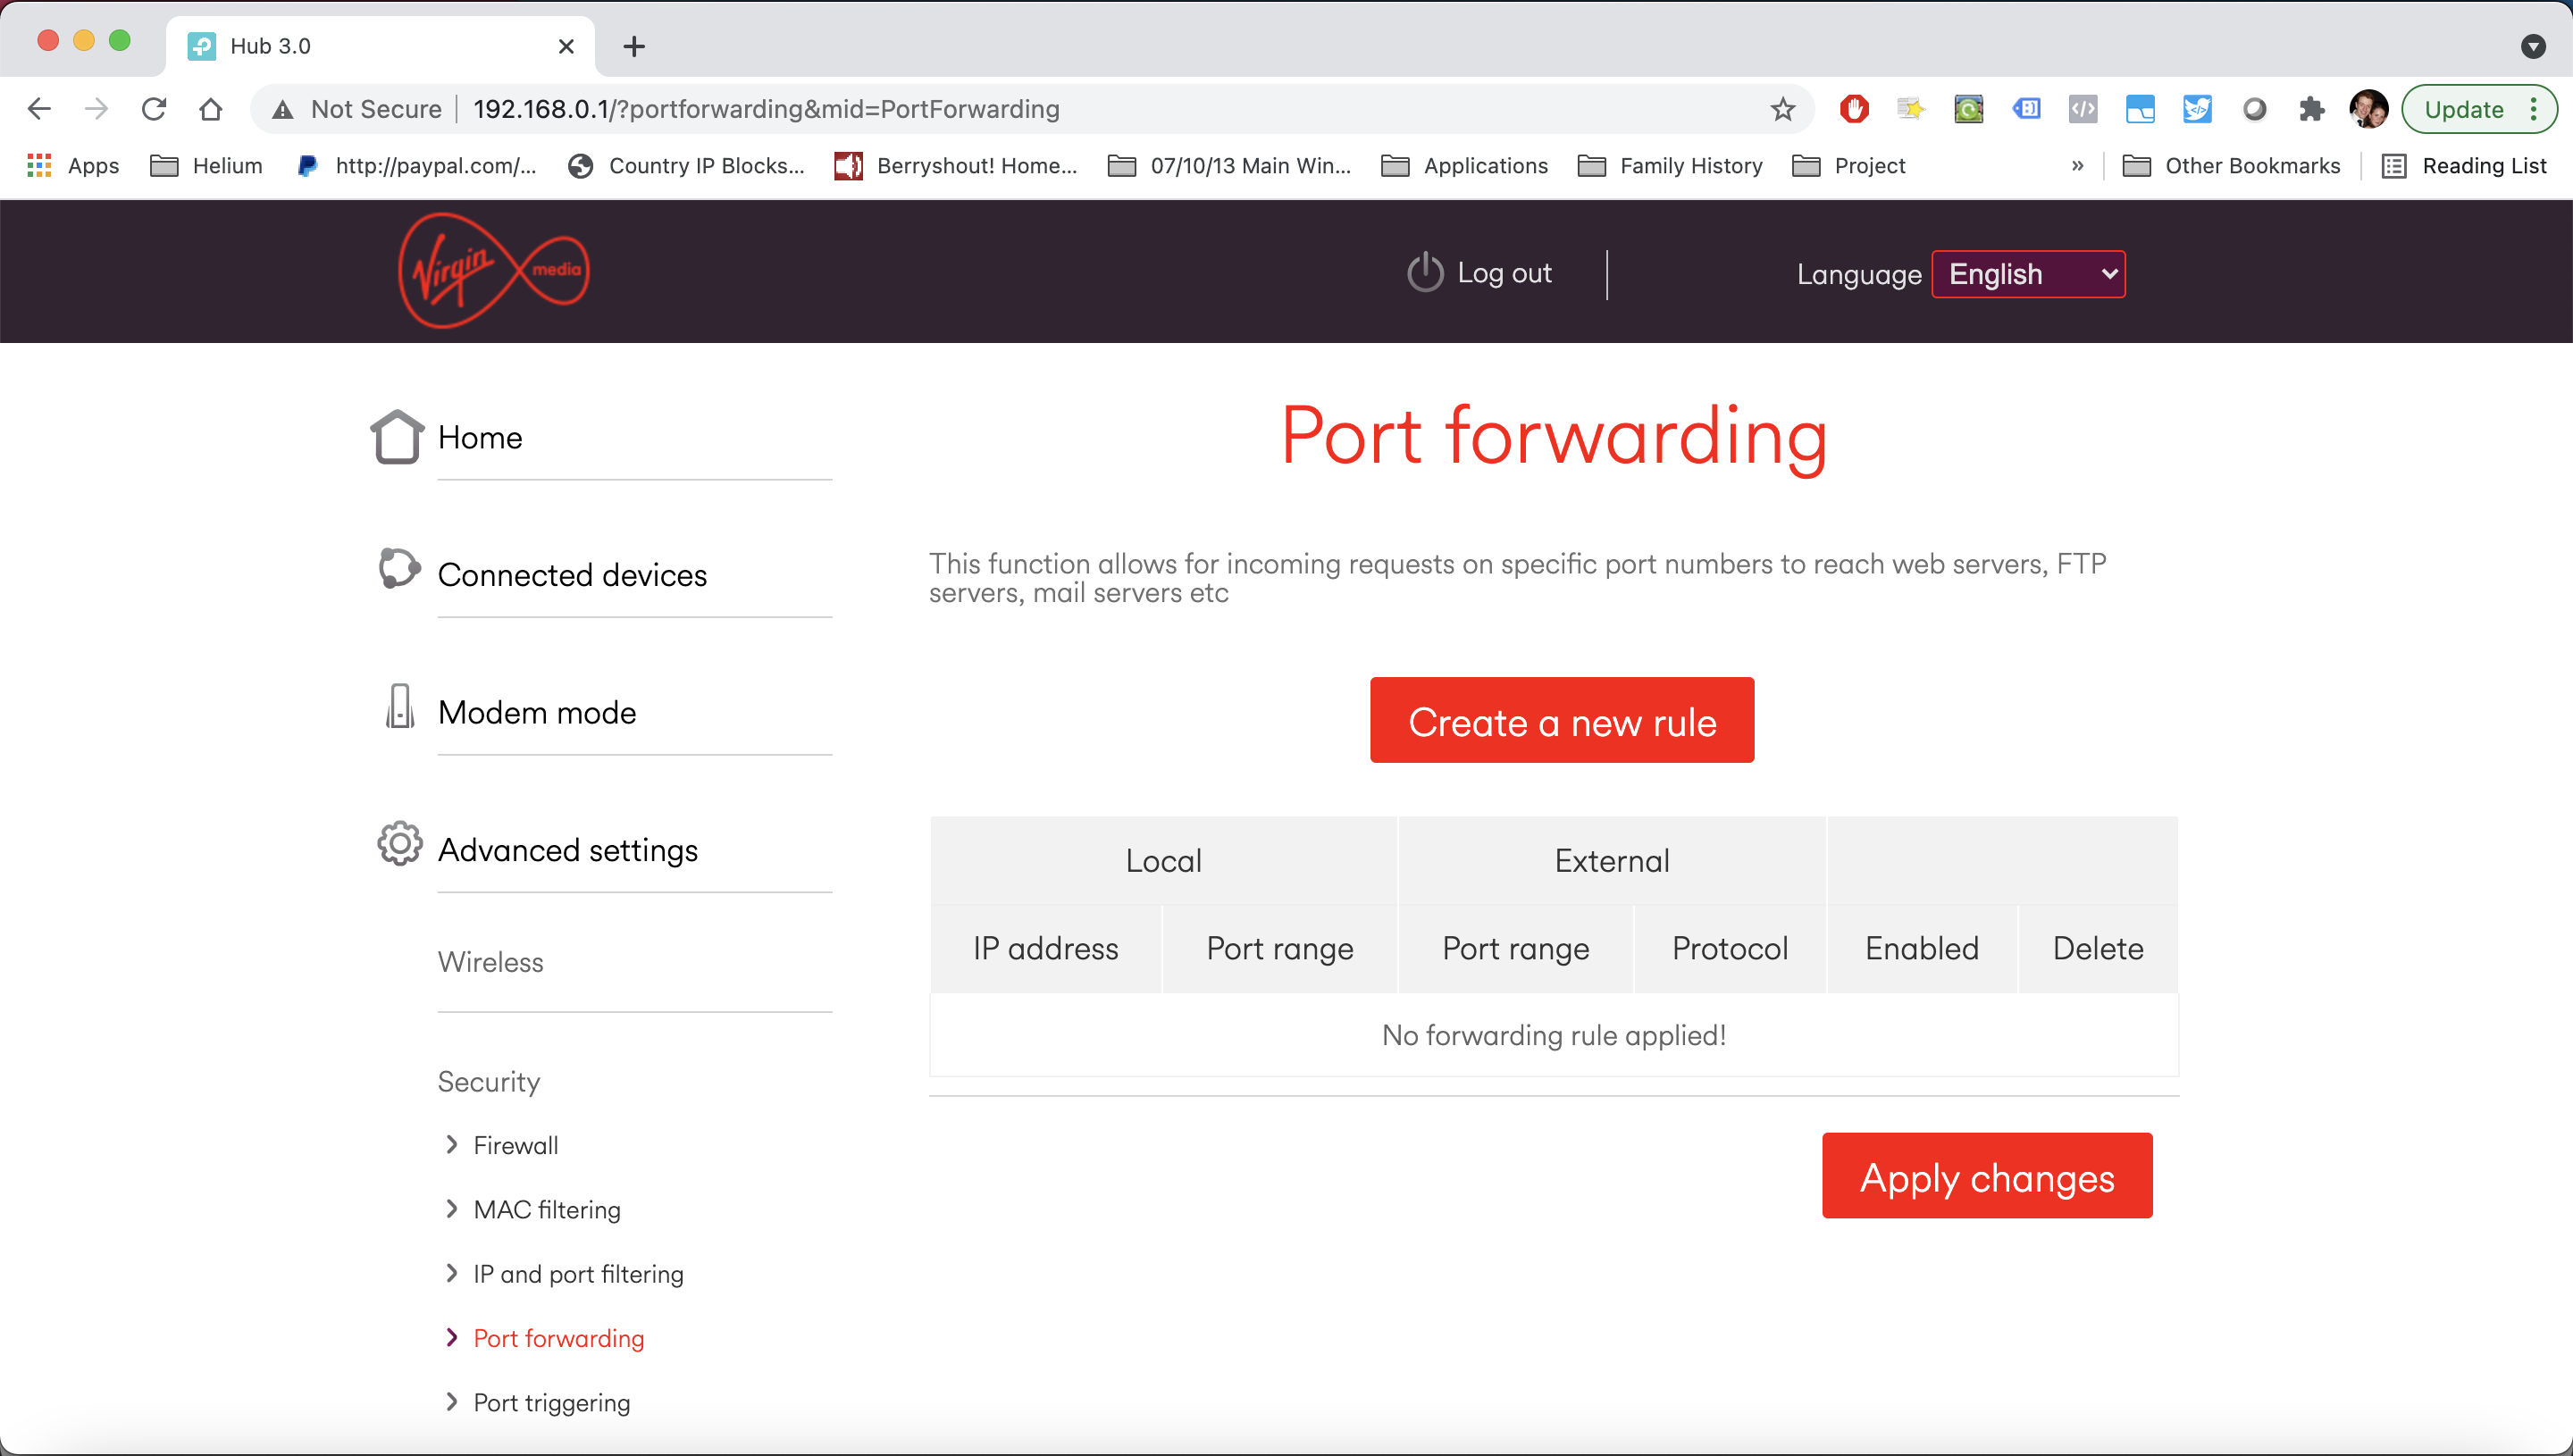 Hub 3.0
Not Secure 192.168.0.1/?portforwarding&mid=PortForwarding Update
Apps Helium http://paypal.com/... Country IP Blocks... Berryshout! Home... 07/10/13 Main Win... Applications Family History Project » Other Bookmarks Reading List
Virgin media Log out Language English
Home
Port forwarding
Connected devices
This function allows for incoming requests on specific port numbers to reach web servers, FTP
servers, mail servers etc
Modem mode
Create a new rule
Advanced settings
Local External
IP address Port range Port range Protocol Enabled Delete
Wireless
No forwarding rule applied!
Security
Firewall
Apply changes
MAC filtering
IP and port filtering
Port forwarding
Port triggering